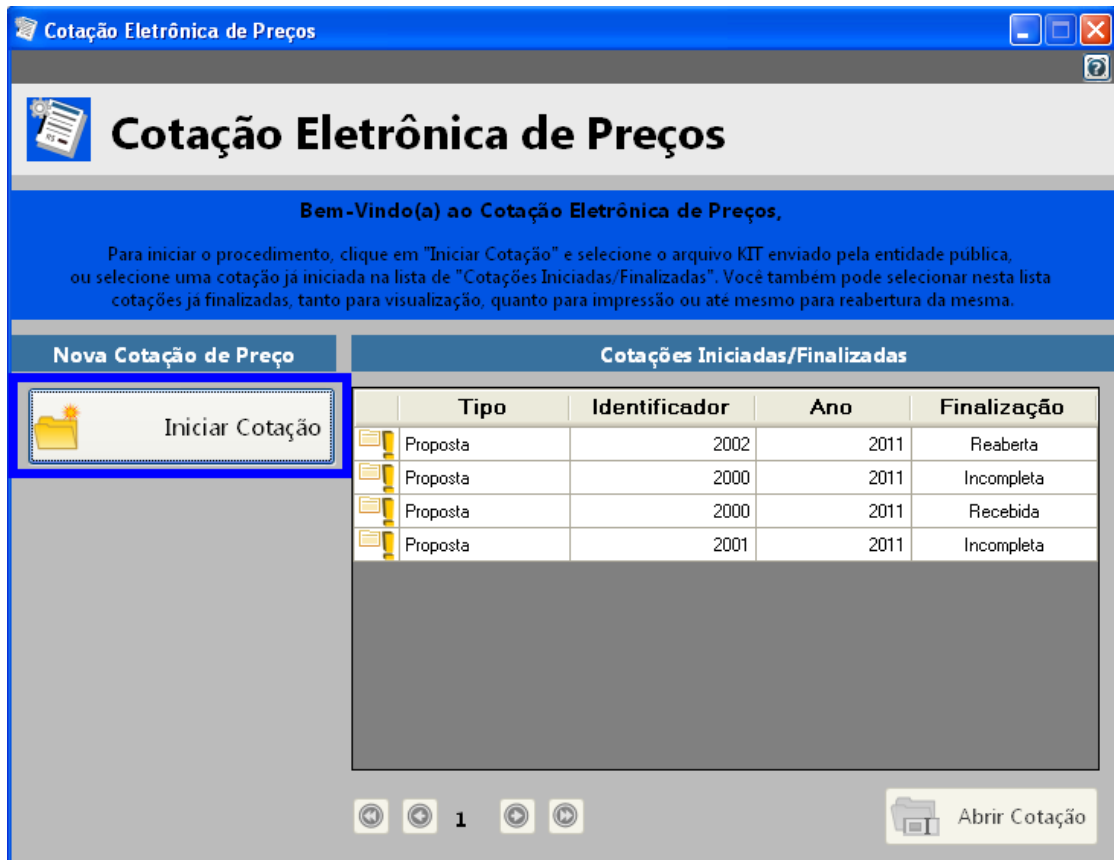 Cotação Eletrônica de Preços
Cotação Eletrônica de Preços
Bem-Vindo(a) ao Cotação Eletrônica de Preços,
Para iniciar o procedimento, clique em "Iniciar Cotação" e selecione o arquivo KIT enviado pela entidade pública,
ou selecione uma cotação já iniciada na lista de "Cotações Iniciadas/Finalizadas". Você também pode selecionar nesta lista
cotações já finalizadas, tanto para visualização, quanto para impressão ou até mesmo para reabertura da mesma.
Nova Cotação de Preço
Iniciar Cotação
Cotações Iniciadas/Finalizadas
Tipo Identificador Ano Finalização
Proposta 2002 2011 Reaberta
Proposta 2000 2011 Incompleta
Proposta 2000 2011 Recebida
Proposta 2001 2011 Incompleta
1
Abrir Cotação